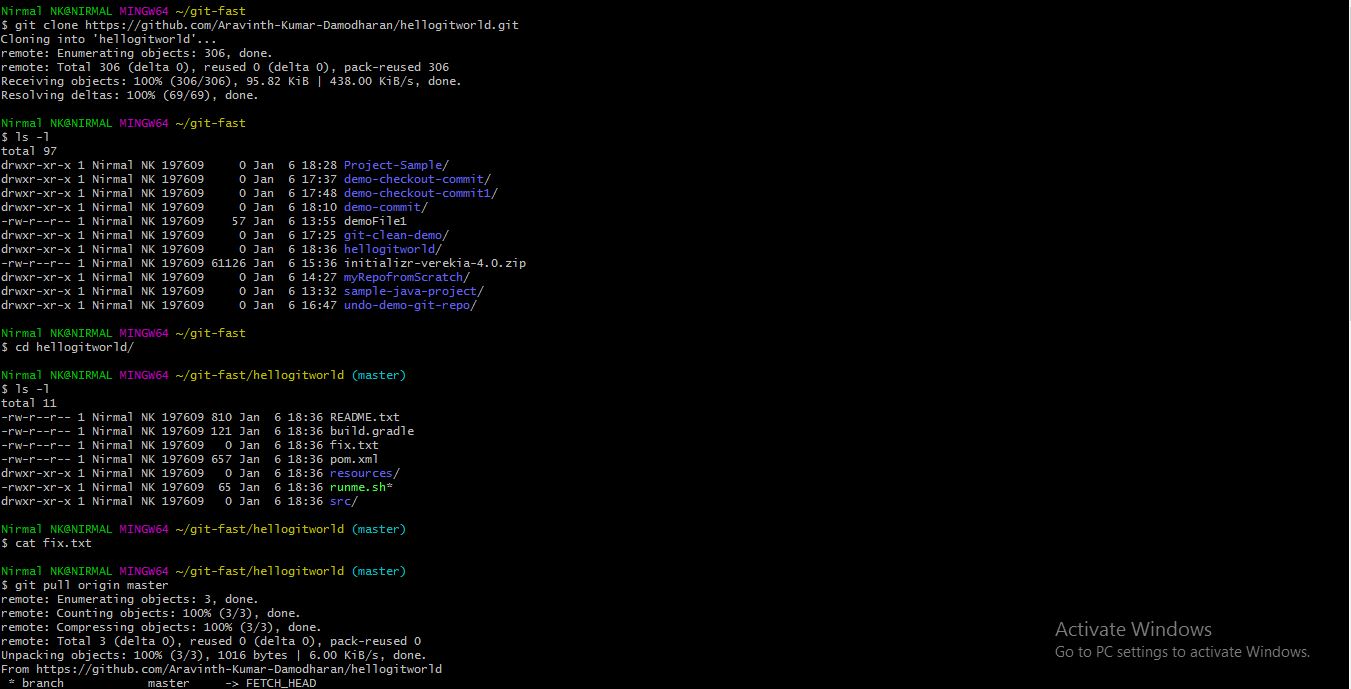 Nirmal NK@NIRMAL MINGW64 ~/git-fast
$ git clone https://github.com/Aravinth-Kumar-Damodharan/hellogitworld.git
Cloning into 'hellogitworld'...
remote: Enumerating objects: 306, done.
remote: Total 306 (delta 0), reused 0 (delta 0), pack-reused 306
Receiving objects: 100% (306/306), 95.82 KiB | 438.00 KiB/s, done.
Resolving deltas: 100% (69/69), done.
Nirmal NK@NIRMAL MINGW64 ~/git-fast
$ ls -l
total 97
drwxr-xr-x 1 Nirmal NK 197609     0 Jan  6 18:28 Project-Sample/
drwxr-xr-x 1 Nirmal NK 197609     0 Jan  6 17:37 demo-checkout-commit/
drwxr-xr-x 1 Nirmal NK 197609     0 Jan  6 17:48 demo-checkout-commit1/
drwxr-xr-x 1 Nirmal NK 197609     0 Jan  6 18:10 demo-commit/
-rw-r--r-- 1 Nirmal NK 197609    57 Jan  6 13:55 demoFile1
drwxr-xr-x 1 Nirmal NK 197609     0 Jan  6 17:25 git-clean-demo/
drwxr-xr-x 1 Nirmal NK 197609     0 Jan  6 18:36 hellogitworld/
-rw-r--r-- 1 Nirmal NK 197609 61126 Jan  6 15:36 initializr-verekia-4.0.zip
drwxr-xr-x 1 Nirmal NK 197609     0 Jan  6 14:27 myRepofromScratch/
drwxr-xr-x 1 Nirmal NK 197609     0 Jan  6 13:32 sample-java-project/
drwxr-xr-x 1 Nirmal NK 197609     0 Jan  6 16:47 undo-demo-git-repo/
Nirmal NK@NIRMAL MINGW64 ~/git-fast
$ cd hellogitworld/
Nirmal NK@NIRMAL MINGW64 ~/git-fast/hellogitworld (master)
$ ls -l
total 11
-rw-r--r-- 1 Nirmal NK 197609 810 Jan  6 18:36 README.txt
-rw-r--r-- 1 Nirmal NK 197609 121 Jan  6 18:36 build.gradle
-rw-r--r-- 1 Nirmal NK 197609   0 Jan  6 18:36 fix.txt
-rw-r--r-- 1 Nirmal NK 197609 657 Jan  6 18:36 pom.xml
drwxr-xr-x 1 Nirmal NK 197609   0 Jan  6 18:36 resources/
-rwxr-xr-x 1 Nirmal NK 197609  65 Jan  6 18:36 runme.sh*
drwxr-xr-x 1 Nirmal NK 197609   0 Jan  6 18:36 src/
Nirmal NK@NIRMAL MINGW64 ~/git-fast/hellogitworld (master)
$ cat fix.txt
Nirmal NK@NIRMAL MINGW64 ~/git-fast/hellogitworld (master)
$ git pull origin master
remote: Enumerating objects: 3, done.
remote: Counting objects: 100% (3/3), done.
remote: Compressing objects: 100% (3/3), done.
remote: Total 3 (delta 0), reused 0 (delta 0), pack-reused 0
Unpacking objects: 100% (3/3), 1016 bytes | 6.00 KiB/s, done.
From https://github.com/Aravinth-Kumar-Damodharan/hellogitworld
 * branch            master     -> FETCH_HEAD
Activate Windows
Go to PC settings to activate Windows.